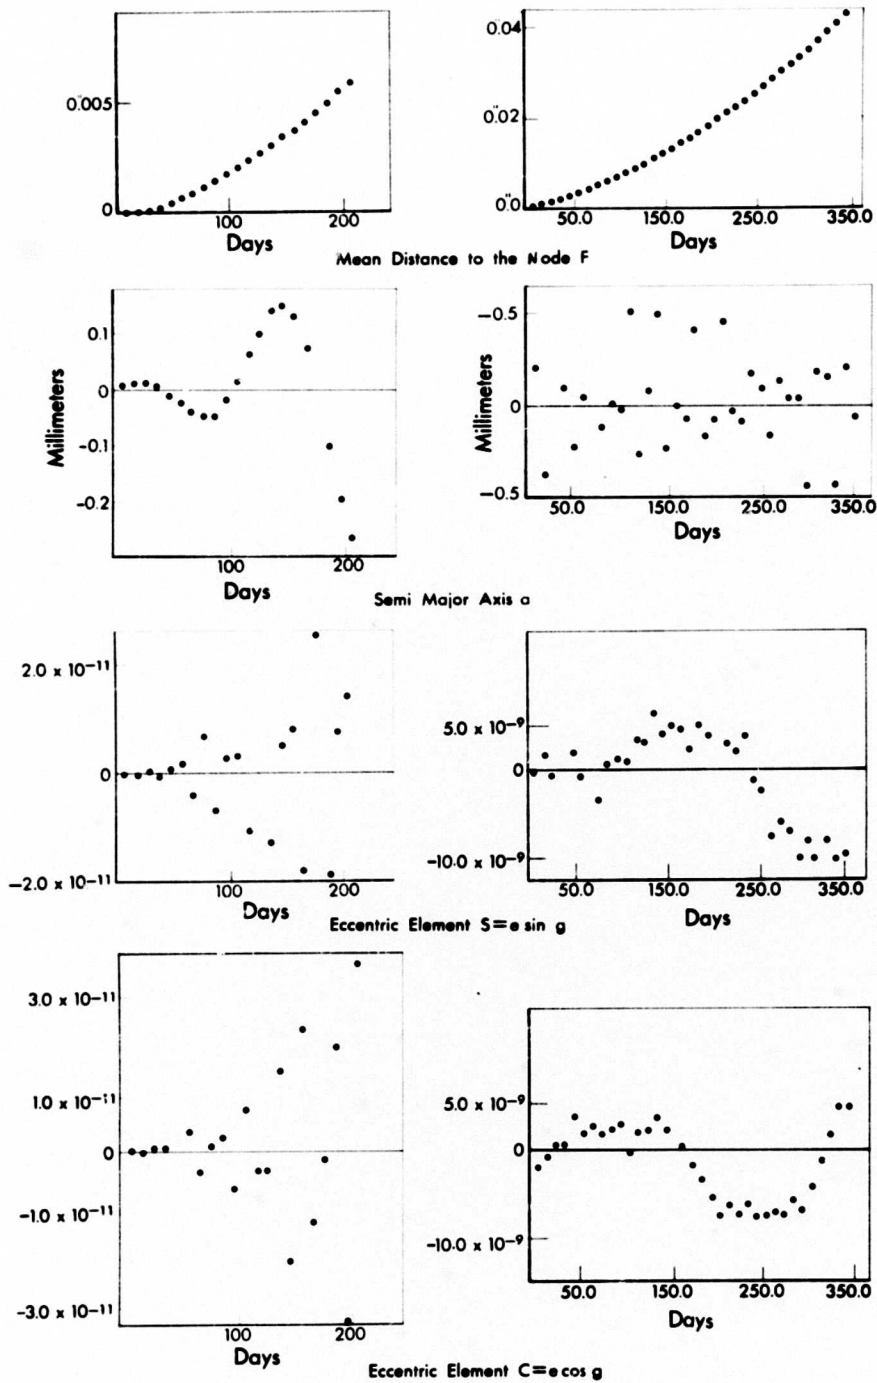 0."005
0
100
200
Days
0."04
0."02
0."0
50.0
150.0
250.0
350.0
Days
Mean Distance to the Node F
Millimeters
0.1
0
-0.1
-0.2
100
200
Days
Millimeters
-0.5
0
-0.5
50.0
150.0
250.0
350.0
Days
Semi Major Axis a
2.0 x 10⁻¹¹
0
-2.0 x 10⁻¹¹
100
200
Days
5.0 x 10⁻⁹
0
-10.0 x 10⁻⁹
50.0
150.0
250.0
350.0
Days
Eccentric Element S=e sin g
3.0 x 10⁻¹¹
1.0 x 10⁻¹¹
0
-1.0 x 10⁻¹¹
-3.0 x 10⁻¹¹
100
200
Days
5.0 x 10⁻⁹
0
-10.0 x 10⁻⁹
50.0
150.0
250.0
350.0
Days
Eccentric Element C=e cos g